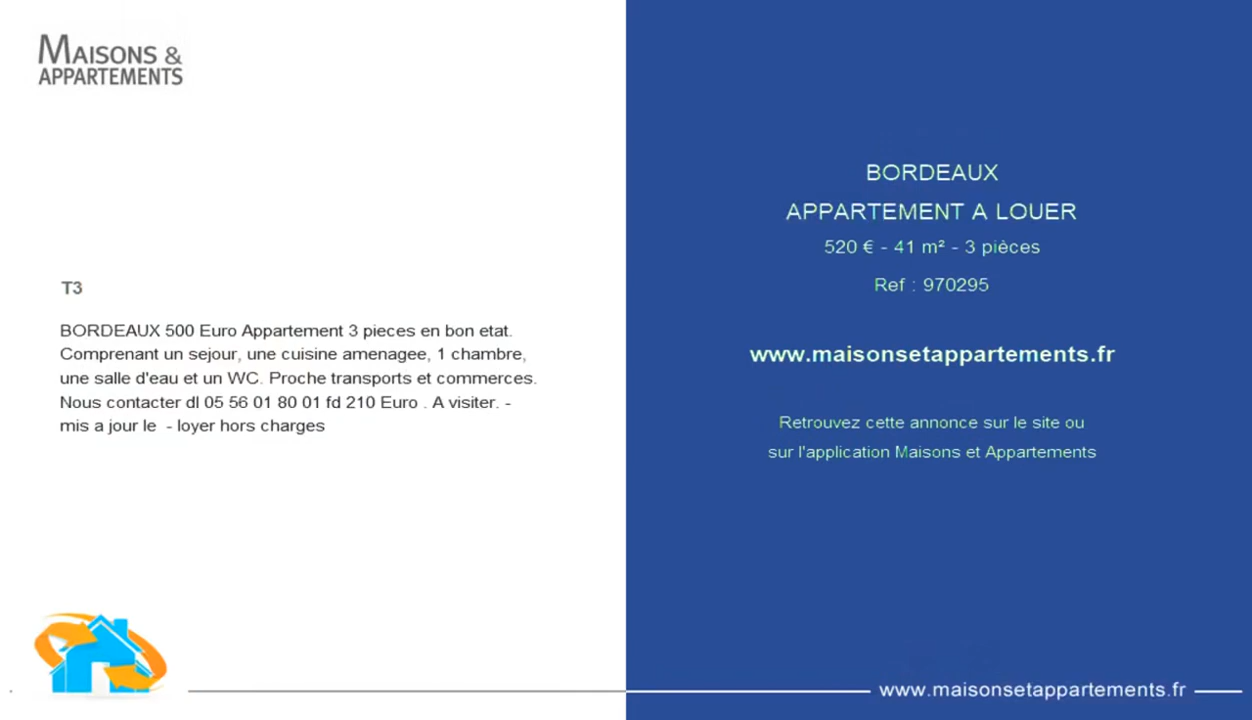 MAISONS &
APPARTEMENTS
T3
BORDEAUX 500 Euro Appartement 3 pieces en bon etat.
Comprenant un sejour, une cuisine amenagee, 1 chambre,
une salle d'eau et un WC. Proche transports et commerces.
Nous contacter dl 05 56 01 80 01 fd 210 Euro . A visiter. -
mis a jour le  - loyer hors charges
BORDEAUX
APPARTEMENT A LOUER
520 € - 41 m² - 3 pièces
Ref : 970295
www.maisonsetappartements.fr
Retrouvez cette annonce sur le site ou
sur l'application Maisons et Appartements
www.maisonsetappartements.fr